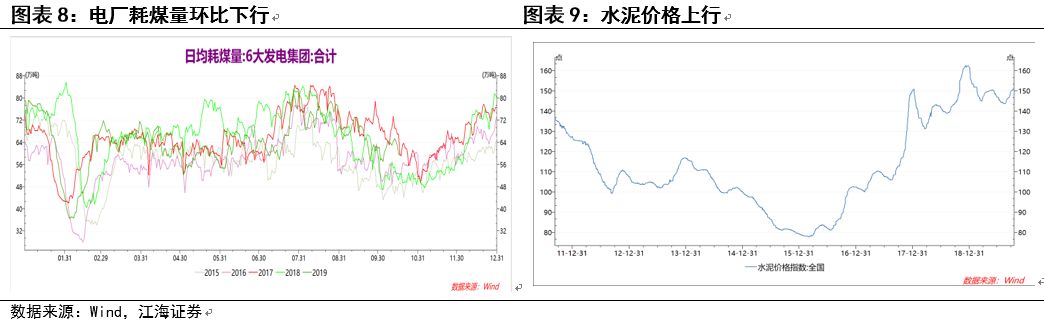 图表 8：电厂耗煤量环比下行
日均耗煤量:6大发电集团:合计
(万吨) (万吨)
88 88
80 80
72 72
64 64
56 56
48 48
40 40
32 32
01.31 02.29 03.31 04.30 05.31 06.30 07.31 08.31 09.30 10.31 11.30 12.31
2015 2016 2017 2018 2019
数据来源：Wind
图表 9：水泥价格上行
点 点
160 160
150 150
140 140
130 130
120 120
110 110
100 100
90 90
80 80
11-12-31 12-12-31 13-12-31 14-12-31 15-12-31 16-12-31 17-12-31 18-12-31
水泥价格指数:全国
数据来源：Wind
数据来源：Wind，江海证券